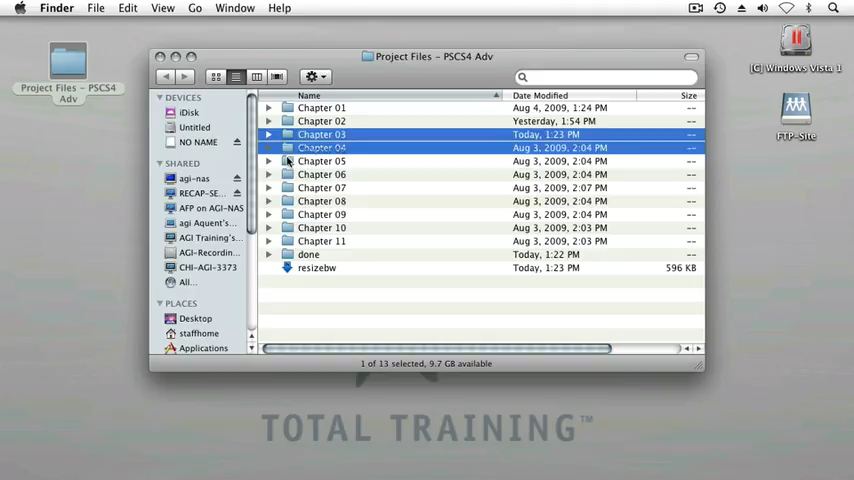 Finder File Edit View Go Window Help
Project Files - PSCS4 Adv
Project Files - PSCS4
Adv
[C] Windows Vista 1
FTP-Site
Name Date Modified Size
DEVICES
iDisk
Untitled
NO NAME
SHARED
agi-nas
RECAP-SE...
AFP on AGI-NAS
agi Aquent's...
AGI Training's...
AGI-Recordin...
CHI-AGI-3373
All...
PLACES
Desktop
staffhome
Applications
Chapter 01 Aug 4, 2009, 1:24 PM --
Chapter 02 Yesterday, 1:54 PM --
Chapter 03 Today, 1:23 PM --
Chapter 04 Aug 3, 2009, 2:04 PM --
Chapter 05 Aug 3, 2009, 2:04 PM --
Chapter 06 Aug 3, 2009, 2:04 PM --
Chapter 07 Aug 3, 2009, 2:07 PM --
Chapter 08 Aug 3, 2009, 2:04 PM --
Chapter 09 Aug 3, 2009, 2:04 PM --
Chapter 10 Aug 3, 2009, 2:03 PM --
Chapter 11 Aug 3, 2009, 2:03 PM --
done Today, 1:22 PM --
resizebw Today, 1:23 PM 596 KB
1 of 13 selected, 9.7 GB available
TOTAL TRAINING™